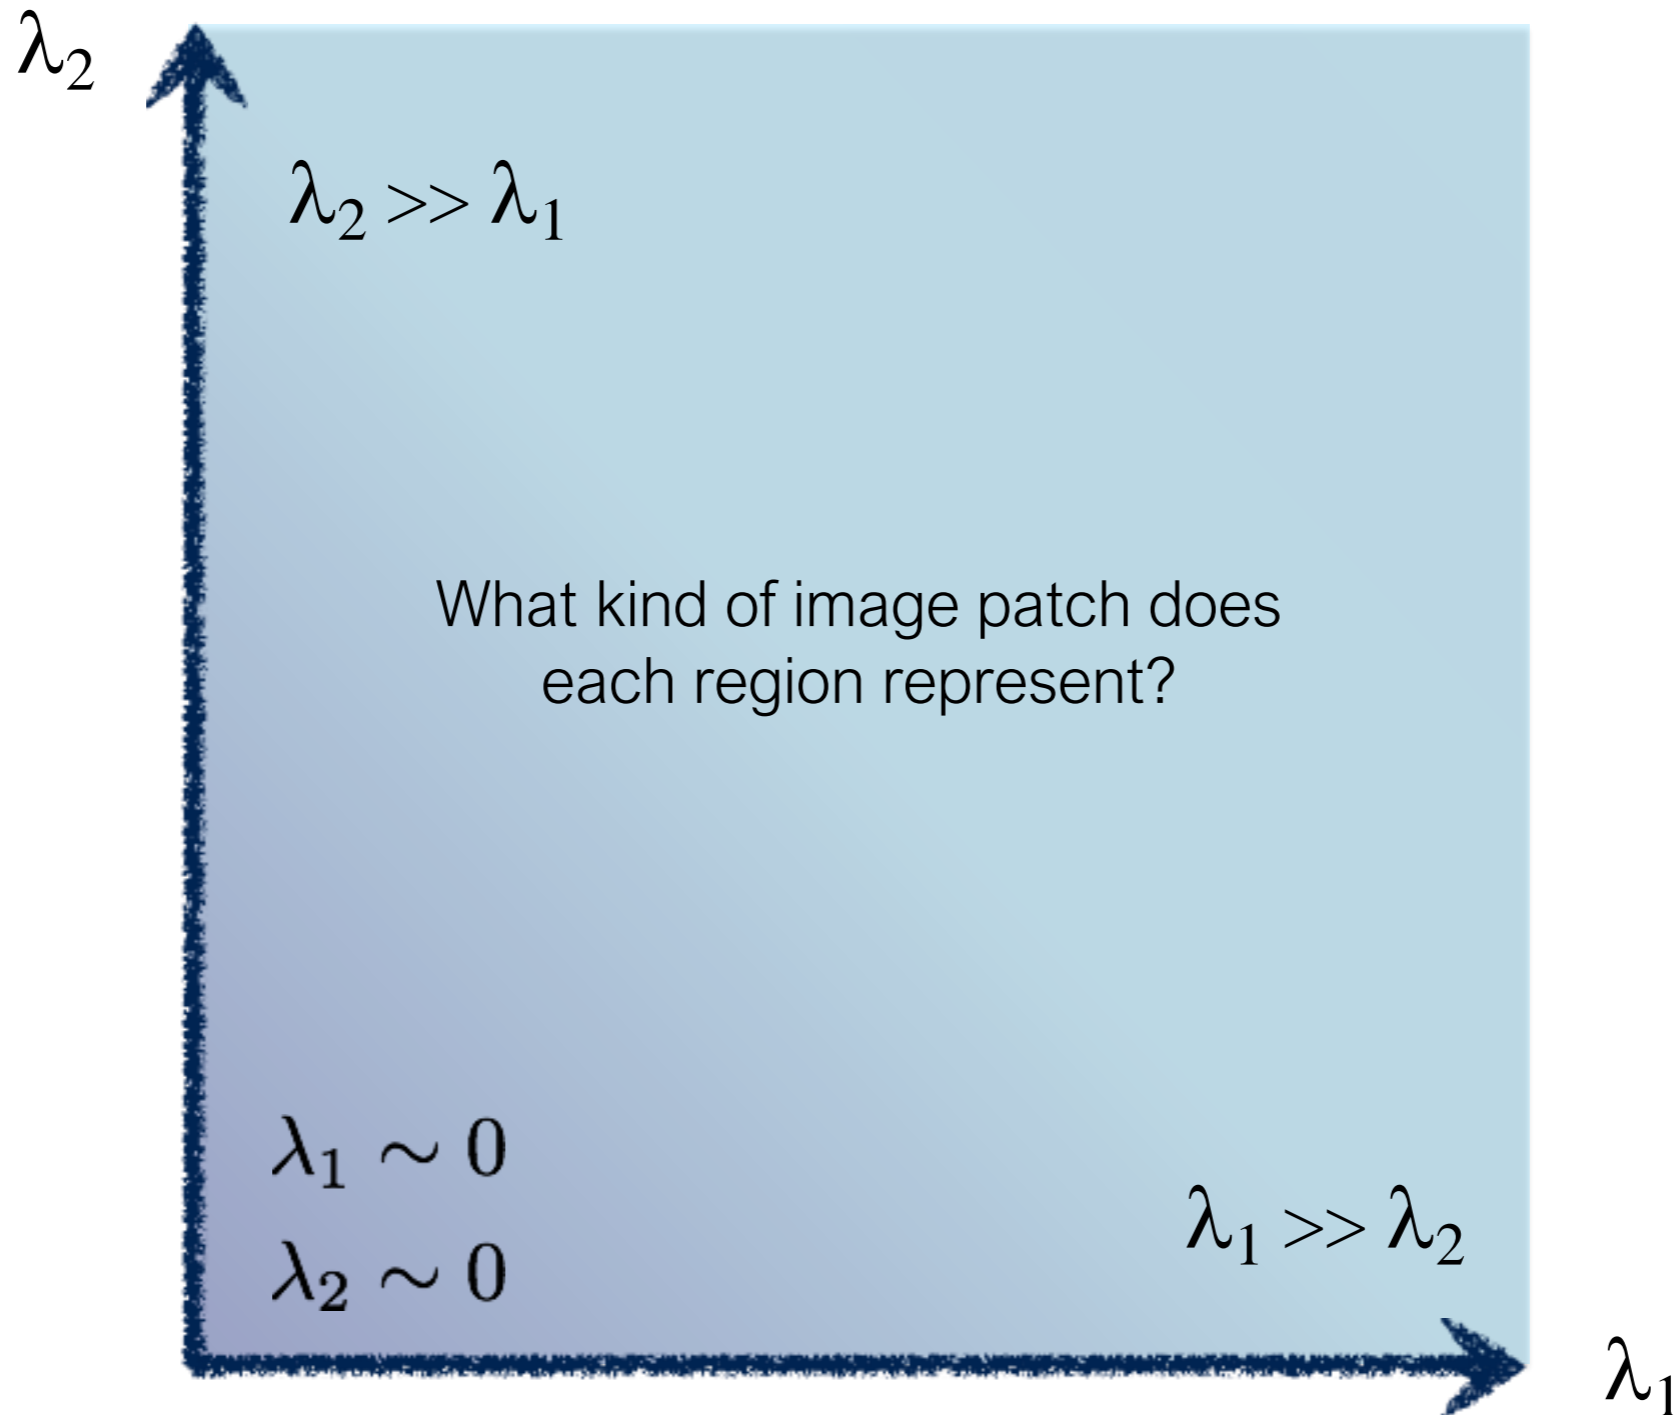 λ₂
λ₂ >> λ₁
What kind of image patch does
each region represent?
λ₁ ∼ 0
λ₂ ∼ 0
λ₁ >> λ₂
λ₁